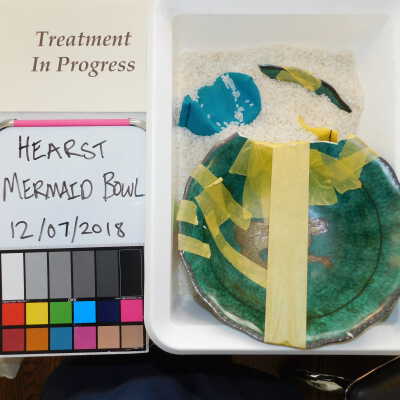 Treatment
In Progress
HEARST
MERMAID BOWL
12/07/2018